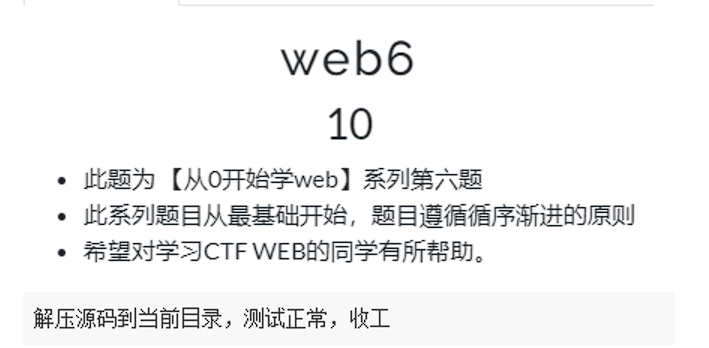 web6
10
此题为 【从0开始学web】系列第六题
此系列题目从最基础开始，题目遵循循序渐进的原则
希望对学习CTF WEB的同学有所帮助。
解压源码到当前目录，测试正常，收工